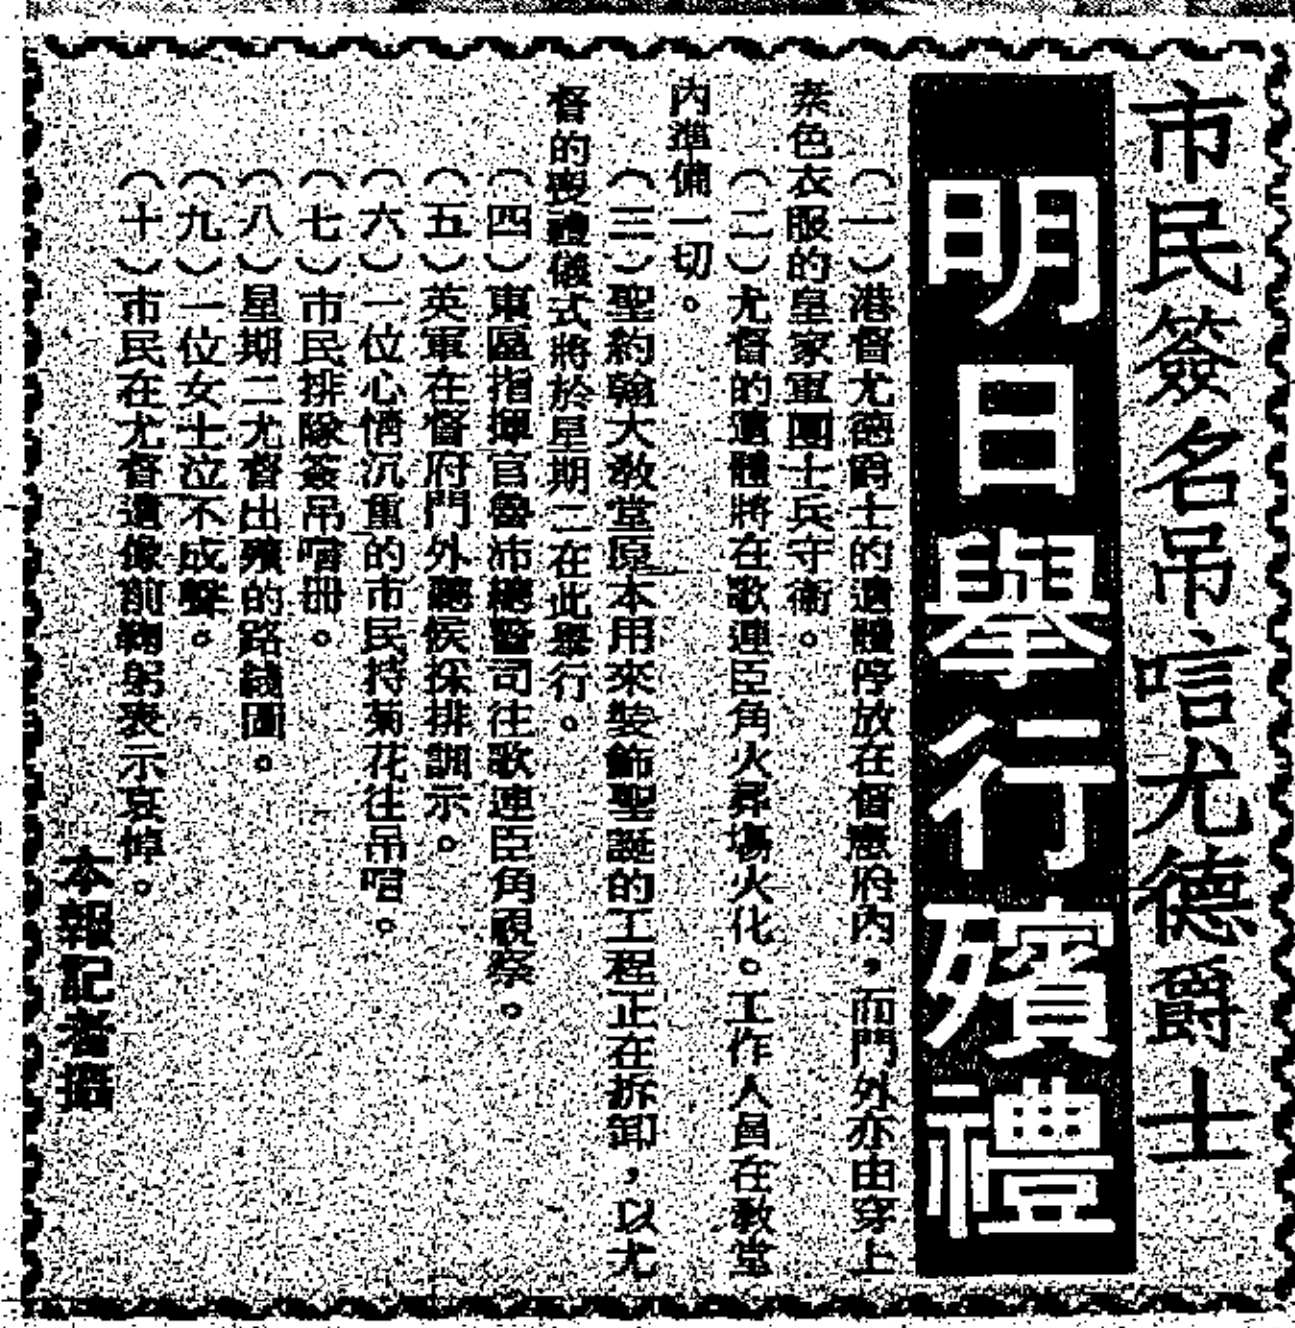 市民簽名吊唁尤德爵士
明日舉行殯禮
（一）港督尤德爵士的遺體停放在督憲府內，而門外亦由穿上
素色衣服的皇家軍團士兵守衛。
（二）尤督的遺體將在歌連臣角火葬場火化。工作人員在教堂
內準備一切。
（三）聖約翰大教堂原本用來裝飾聖誕的工程正在拆卸，以尤
督的喪禮儀式將於星期二在此舉行。
（四）東區指揮官魯沛總警司往歌連臣角視察。
（五）英軍在督府門外聽候採排訓示。
（六）一位心情沉重的市民持菊花往吊唁。
（七）市民排隊簽吊唁冊。
（八）星期二尤督出殯的路綫圖。
（九）一位女士泣不成聲。
（十）市民在尤督遺像前鞠躬表示哀悼。
本報記者攝